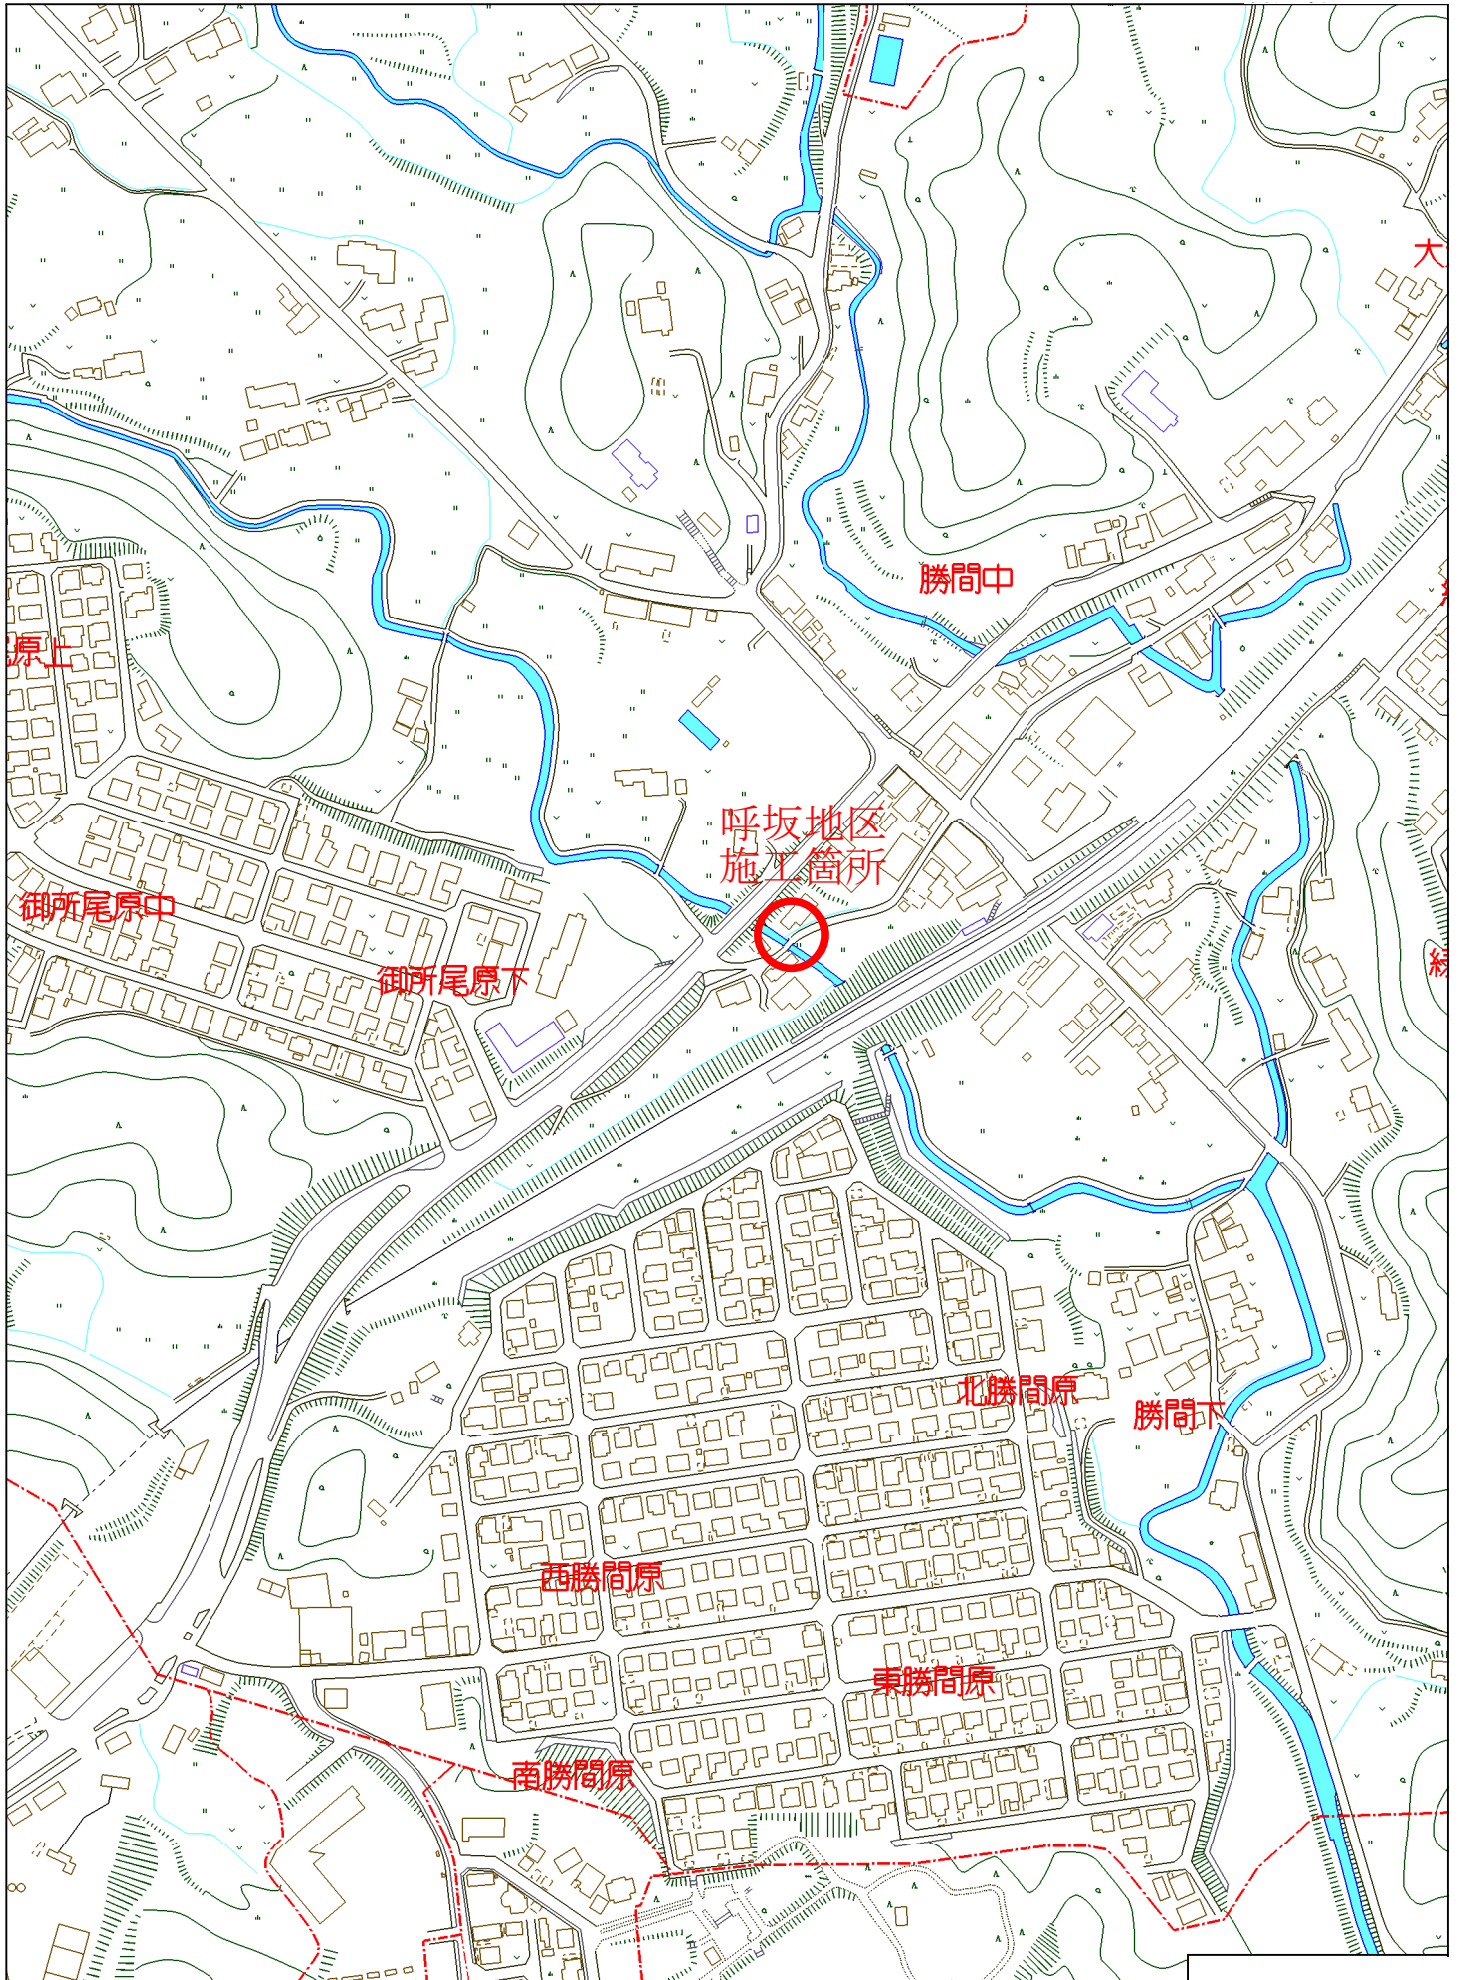 大
勝間中
原上
呼坂地区
施工箇所
御所尾原中
御所尾原下
緑
北勝間原
勝間下
西勝間原
東勝間原
南勝間原